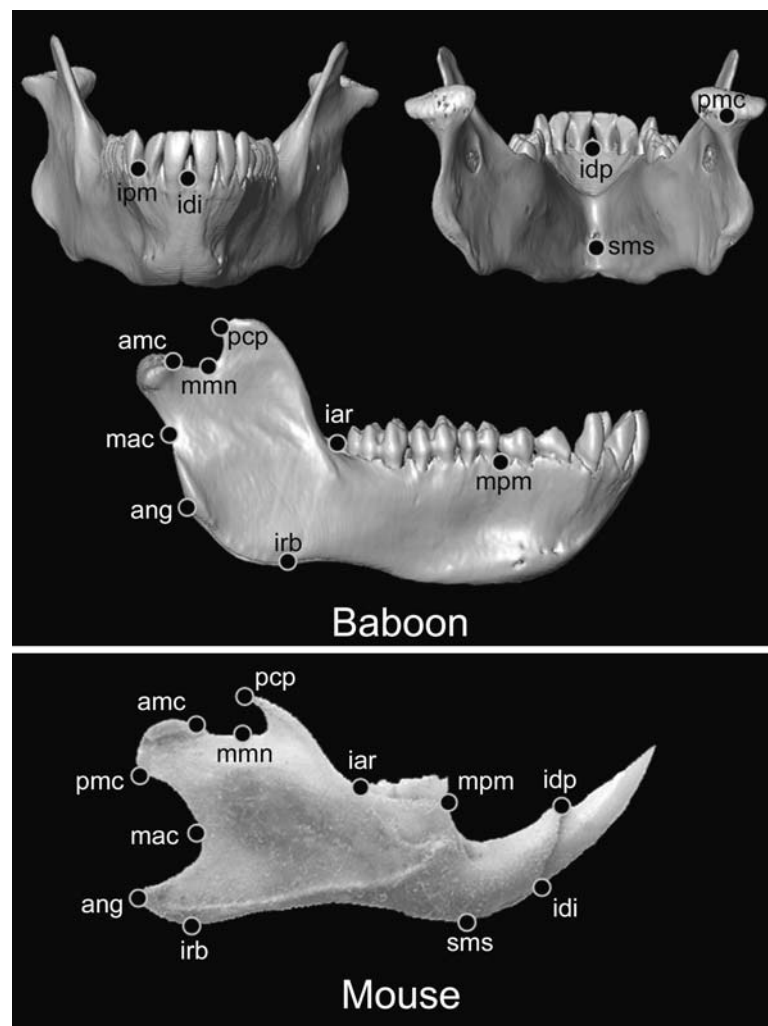 pmc
ipm
idi
idp
sms
amc
pcp
mmn
iar
mac
mpm
ang
irb
Baboon
pcp
amc
mmn
iar
pmc
mpm
idp
mac
ang
idi
irb
sms
Mouse